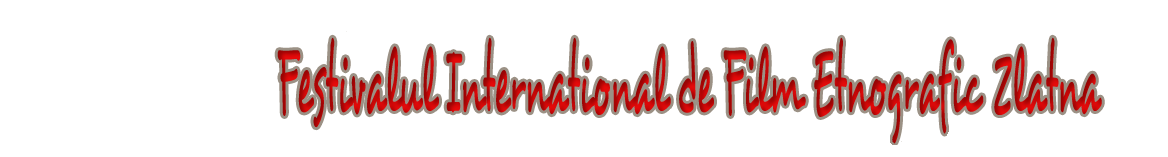 Festivalul International de Film Etnografic Zlatna